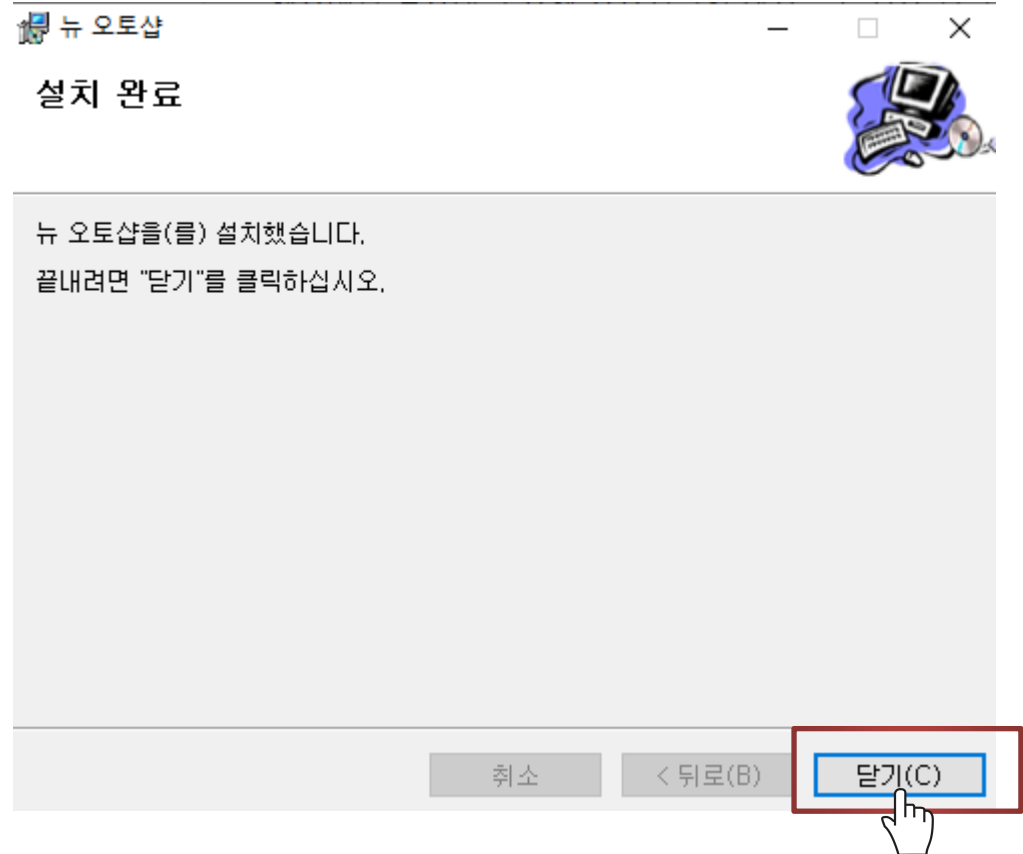 뉴 오토샵
설치 완료
뉴 오토샵을(를) 설치했습니다.
끝내려면 "닫기"를 클릭하십시오.
취소
< 뒤로(B)
닫기(C)